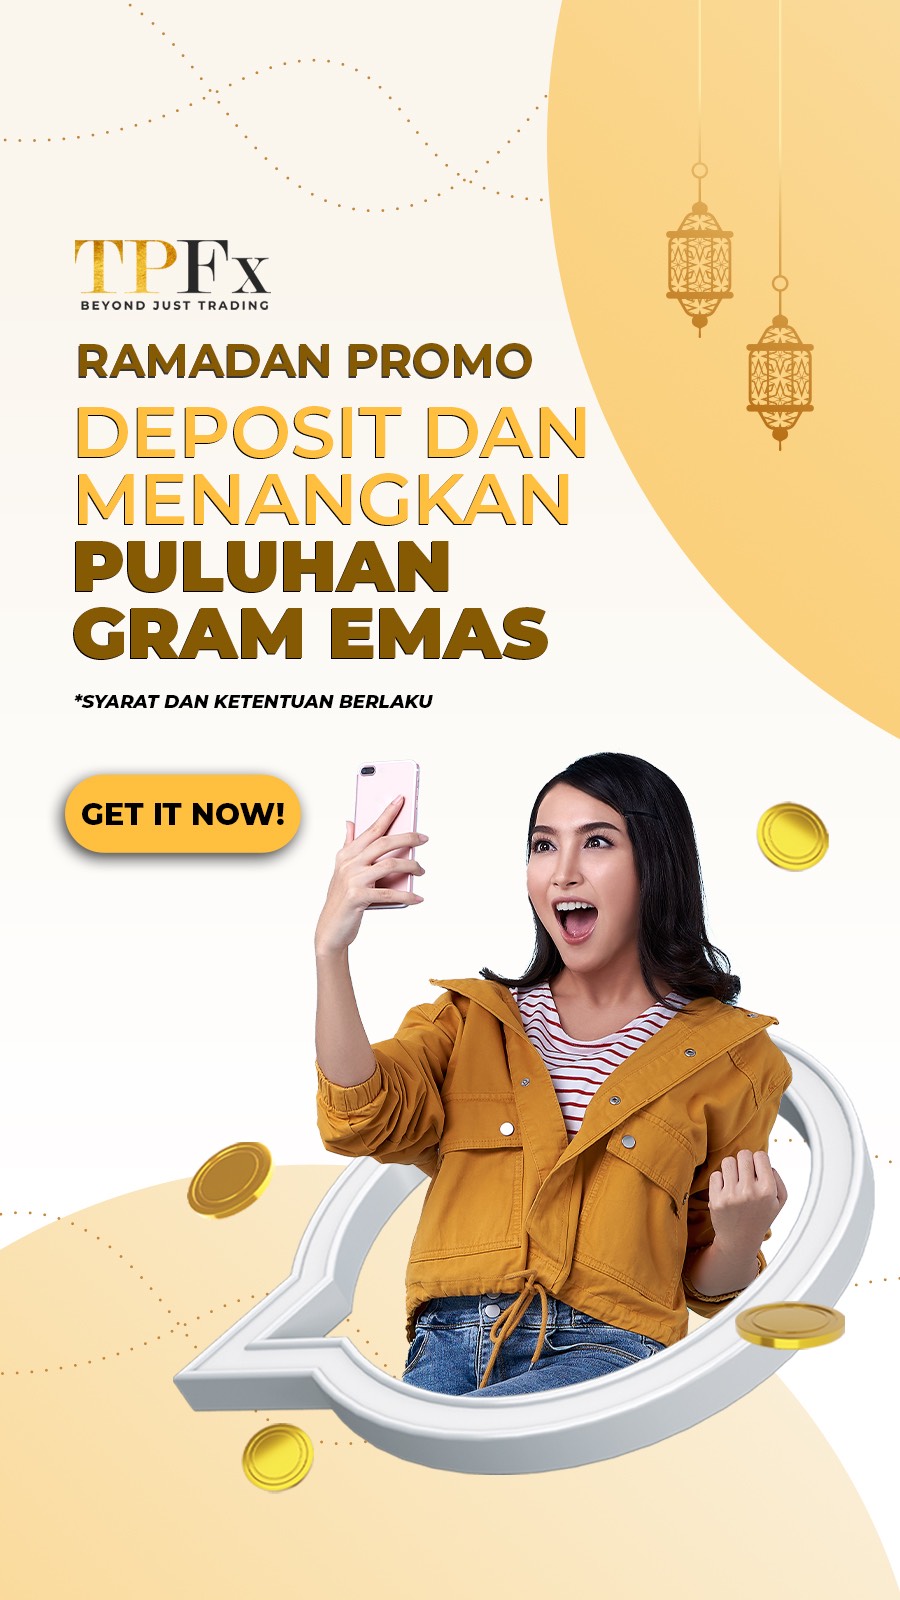 TPFx
BEYOND JUST TRADING
RAMADAN PROMO
DEPOSIT DAN
MENANGKAN
PULUHAN
GRAM EMAS
*SYARAT DAN KETENTUAN BERLAKU
GET IT NOW!